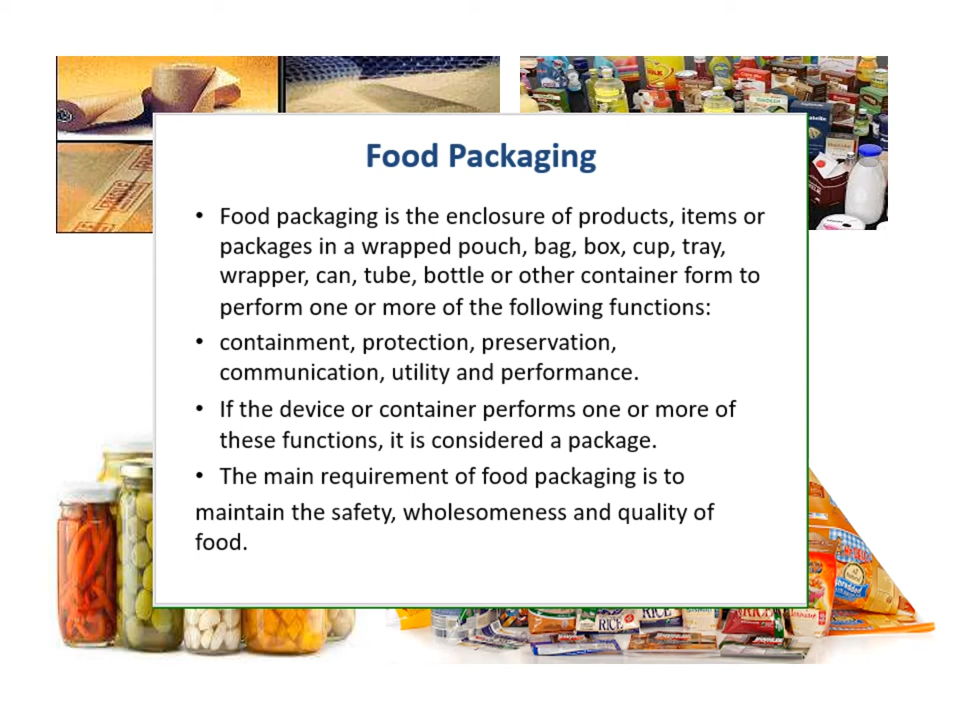 Food Packaging
• Food packaging is the enclosure of products, items or
packages in a wrapped pouch, bag, box, cup, tray,
wrapper, can, tube, bottle or other container form to
perform one or more of the following functions:
• containment, protection, preservation,
communication, utility and performance.
• If the device or container performs one or more of
these functions, it is considered a package.
• The main requirement of food packaging is to
maintain the safety, wholesomeness and quality of
food.
MILK
FRAGILE
Shredded
RICE
RICE